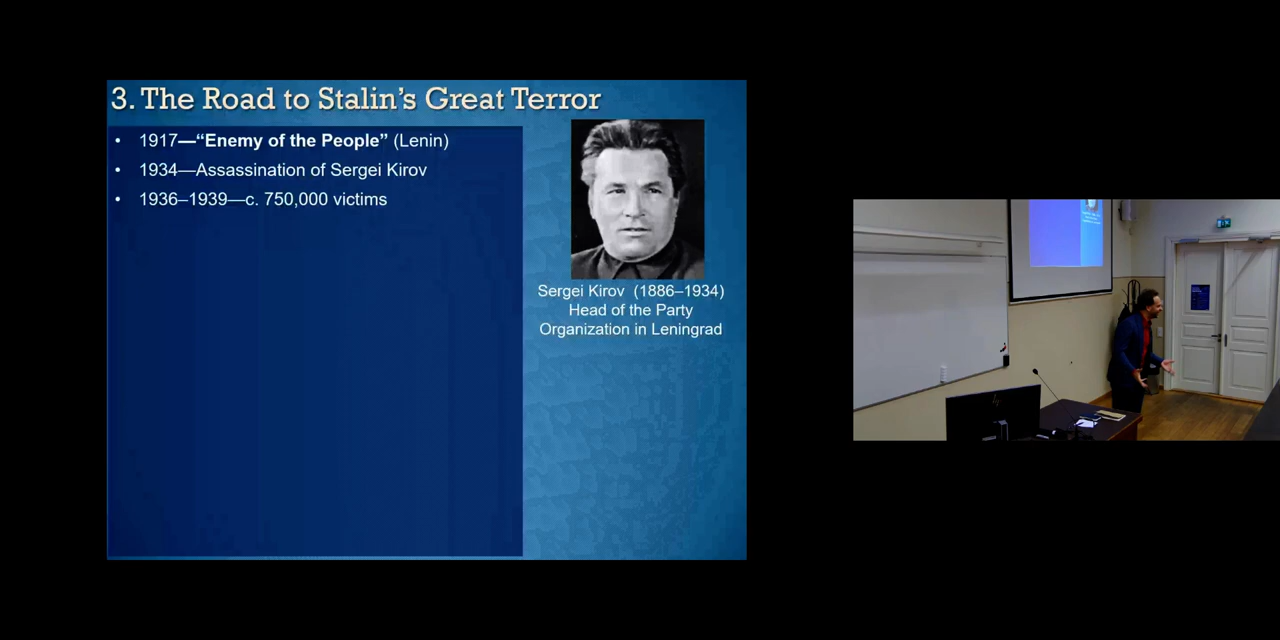 3. The Road to Stalin’s Great Terror
• 1917—“Enemy of the People” (Lenin)
• 1934—Assassination of Sergei Kirov
• 1936–1939—c. 750,000 victims
Sergei Kirov (1886–1934)
Head of the Party
Organization in Leningrad